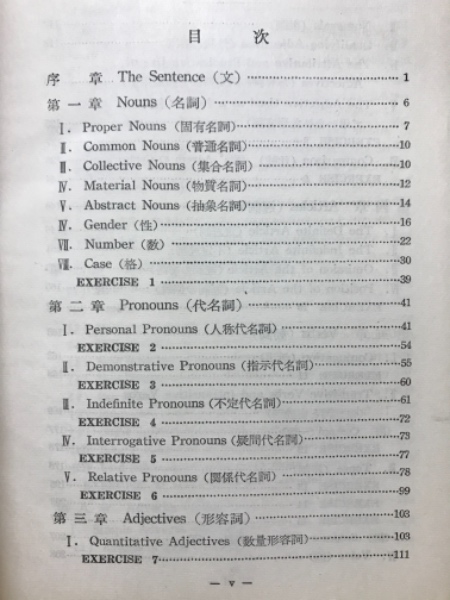 目 次
序 章 The Sentence (文) 1
第一章 Nouns (名詞) 6
I. Proper Nouns (固有名詞) 7
II. Common Nouns (普通名詞) 10
III. Collective Nouns (集合名詞) 10
IV. Material Nouns (物質名詞) 12
V. Abstract Nouns (抽象名詞) 14
IV. Gender (性) 16
VII. Number (数) 22
VIII. Case (格) 30
EXERCISE 1 39
第二章 Pronouns (代名詞) 41
I. Personal Pronouns (人称代名詞) 41
EXERCISE 2 54
II. Demonstrative Pronouns (指示代名詞) 55
EXERCISE 3 60
III. Indefinite Pronouns (不定代名詞) 61
EXERCISE 4 72
IV. Interrogative Pronouns (疑問代名詞) 73
EXERCISE 5 77
V. Relative Pronouns (関係代名詞) 78
EXERCISE 6 99
第三章 Adjectives (形容詞) 103
I. Quantitative Adjectives (数量形容詞) 103
EXERCISE 7 111
— v —